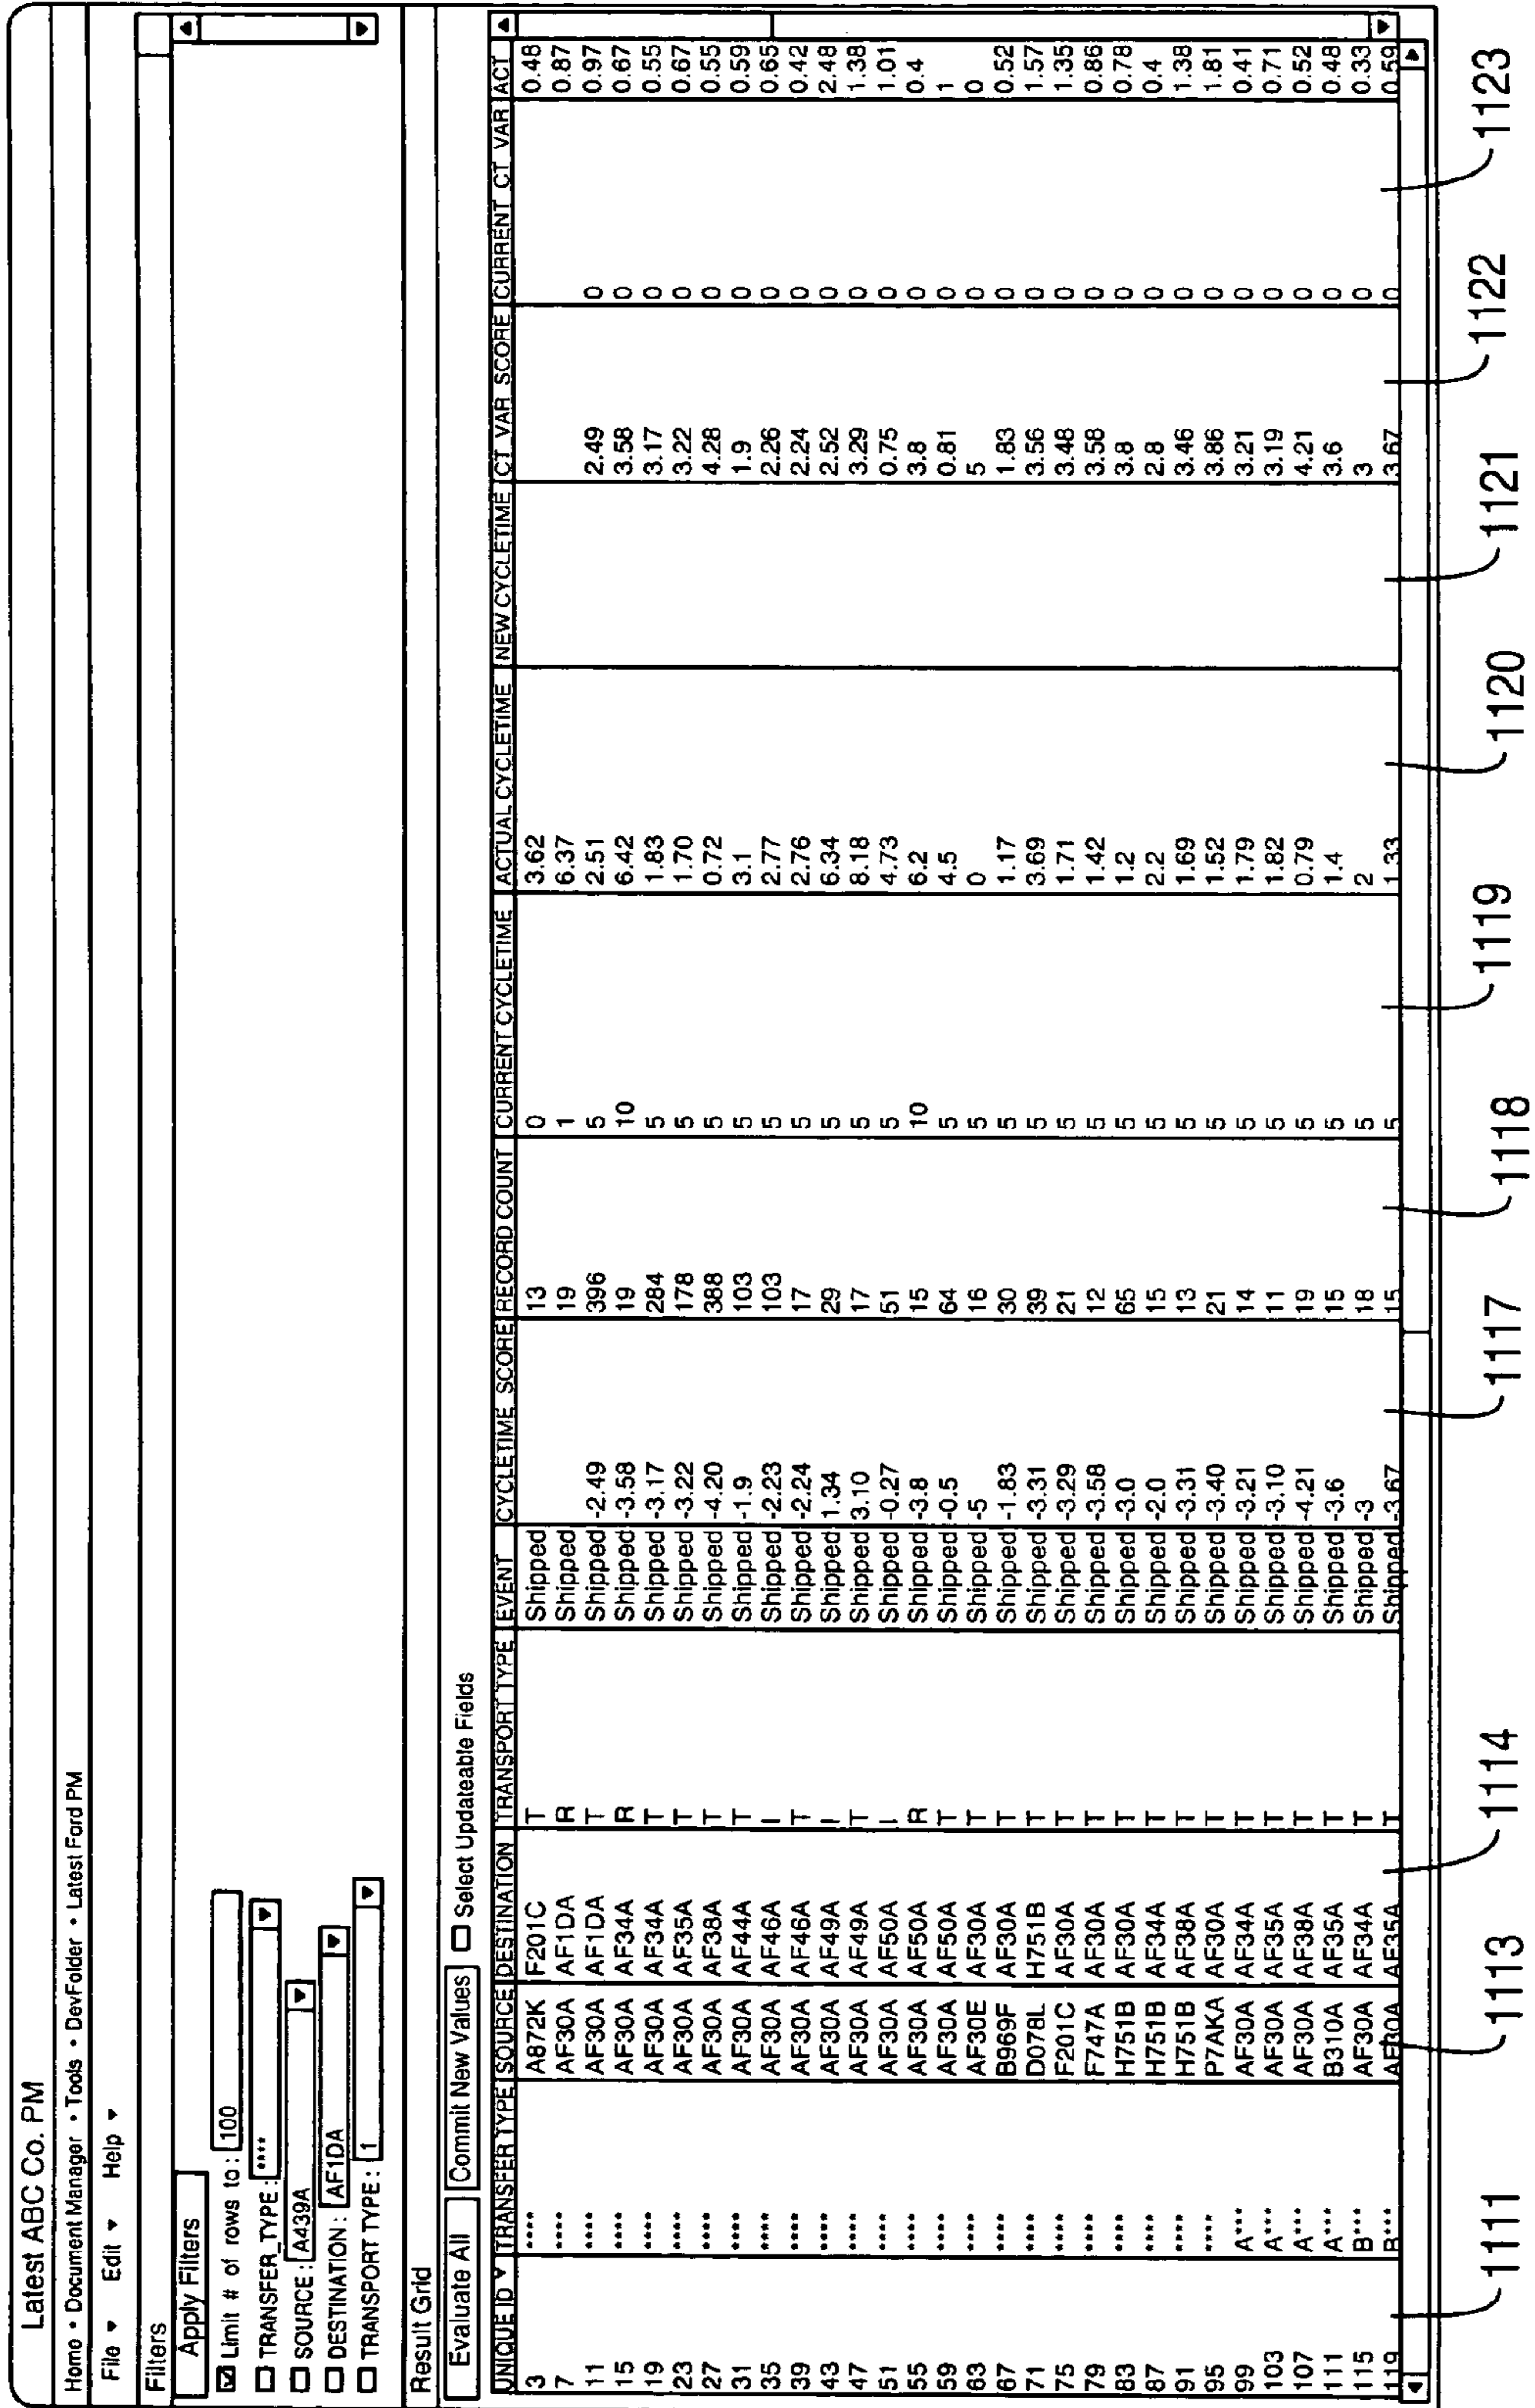 Latest ABC Co. PM
Home • Document Manager • Tools • DevFolder • Latest Ford PM
File ▾ Edit ▾ Help ▾
Filters
Apply Filters
☑ Limit # of rows to: 100
☐ TRANSFER_TYPE: ****
☐ SOURCE: A439A
☐ DESTINATION: AF1DA
☐ TRANSPORT TYPE: 1
Result Grid
Evaluate All Commit New Values ☐ Select Updateable Fields
UNIQUE ID ▾ TRANSFER TYPE SOURCE DESTINATION TRANSPORT TYPE EVENT CYCLETIME SCORE RECORD COUNT CURRENT CYCLETIME ACTUAL CYCLETIME NEW CYCLETIME CT VAR SCORE CURRENT CT VAR ACT
3 **** A872K F201C T Shipped 13 0 3.62 0.48
7 **** AF30A AF1DA R Shipped 19 1 6.37 0.87
11 **** AF30A AF1DA T Shipped -2.49 396 5 2.51 2.49 0 0.97
15 **** AF30A AF34A R Shipped -3.58 19 10 6.42 3.58 0 0.67
19 **** AF30A AF34A T Shipped -3.17 284 5 1.83 3.17 0 0.55
23 **** AF30A AF35A T Shipped -3.22 178 5 1.70 3.22 0 0.67
27 **** AF30A AF38A T Shipped -4.20 388 5 0.72 4.28 0 0.55
31 **** AF30A AF44A T Shipped -1.9 103 5 3.1 1.9 0 0.59
35 **** AF30A AF46A I Shipped -2.23 103 5 2.77 2.26 0 0.65
39 **** AF30A AF46A T Shipped -2.24 17 5 2.76 2.24 0 0.42
43 **** AF30A AF49A I Shipped 1.34 29 5 6.34 2.52 0 2.48
47 **** AF30A AF49A T Shipped 3.10 17 5 8.18 3.29 0 1.38
51 **** AF30A AF50A I Shipped -0.27 51 5 4.73 0.75 0 1.01
55 **** AF30A AF50A R Shipped -3.8 15 10 6.2 3.8 0 0.4
59 **** AF30A AF50A T Shipped -0.5 64 5 4.5 0.81 0 1
63 **** AF30E AF30A T Shipped -5 16 5 0 5 0 0
67 **** B969F AF30A T Shipped -1.83 30 5 1.17 1.83 0 0.52
71 **** D078L H751B T Shipped -3.31 39 5 3.69 3.56 0 1.57
75 **** F201C AF30A T Shipped -3.29 21 5 1.71 3.48 0 1.35
79 **** F747A AF30A T Shipped -3.58 12 5 1.42 3.58 0 0.86
83 **** H751B AF30A T Shipped -3.0 65 5 1.2 3.8 0 0.78
87 **** H751B AF34A T Shipped -2.0 15 5 2.2 2.8 0 0.4
91 **** H751B AF38A T Shipped -3.31 13 5 1.69 3.46 0 1.38
95 **** P7AKA AF30A T Shipped -3.40 21 5 1.52 3.86 0 1.81
99 A*** AF30A AF34A T Shipped -3.21 14 5 1.79 3.21 0 0.41
103 A*** AF30A AF35A T Shipped -3.10 11 5 1.82 3.19 0 0.71
107 A*** AF30A AF38A T Shipped -4.21 19 5 0.79 4.21 0 0.52
111 A*** B310A AF35A T Shipped -3.6 15 5 1.4 3.6 0 0.48
115 B*** AF30A AF34A T Shipped -3 18 5 2 3 0 0.33
119 B*** AF30A AF35A T Shipped -3.67 15 5 1.33 3.67 0 0.59
1111 1113 1114 1117 1118 1119 1120 1121 1122 1123